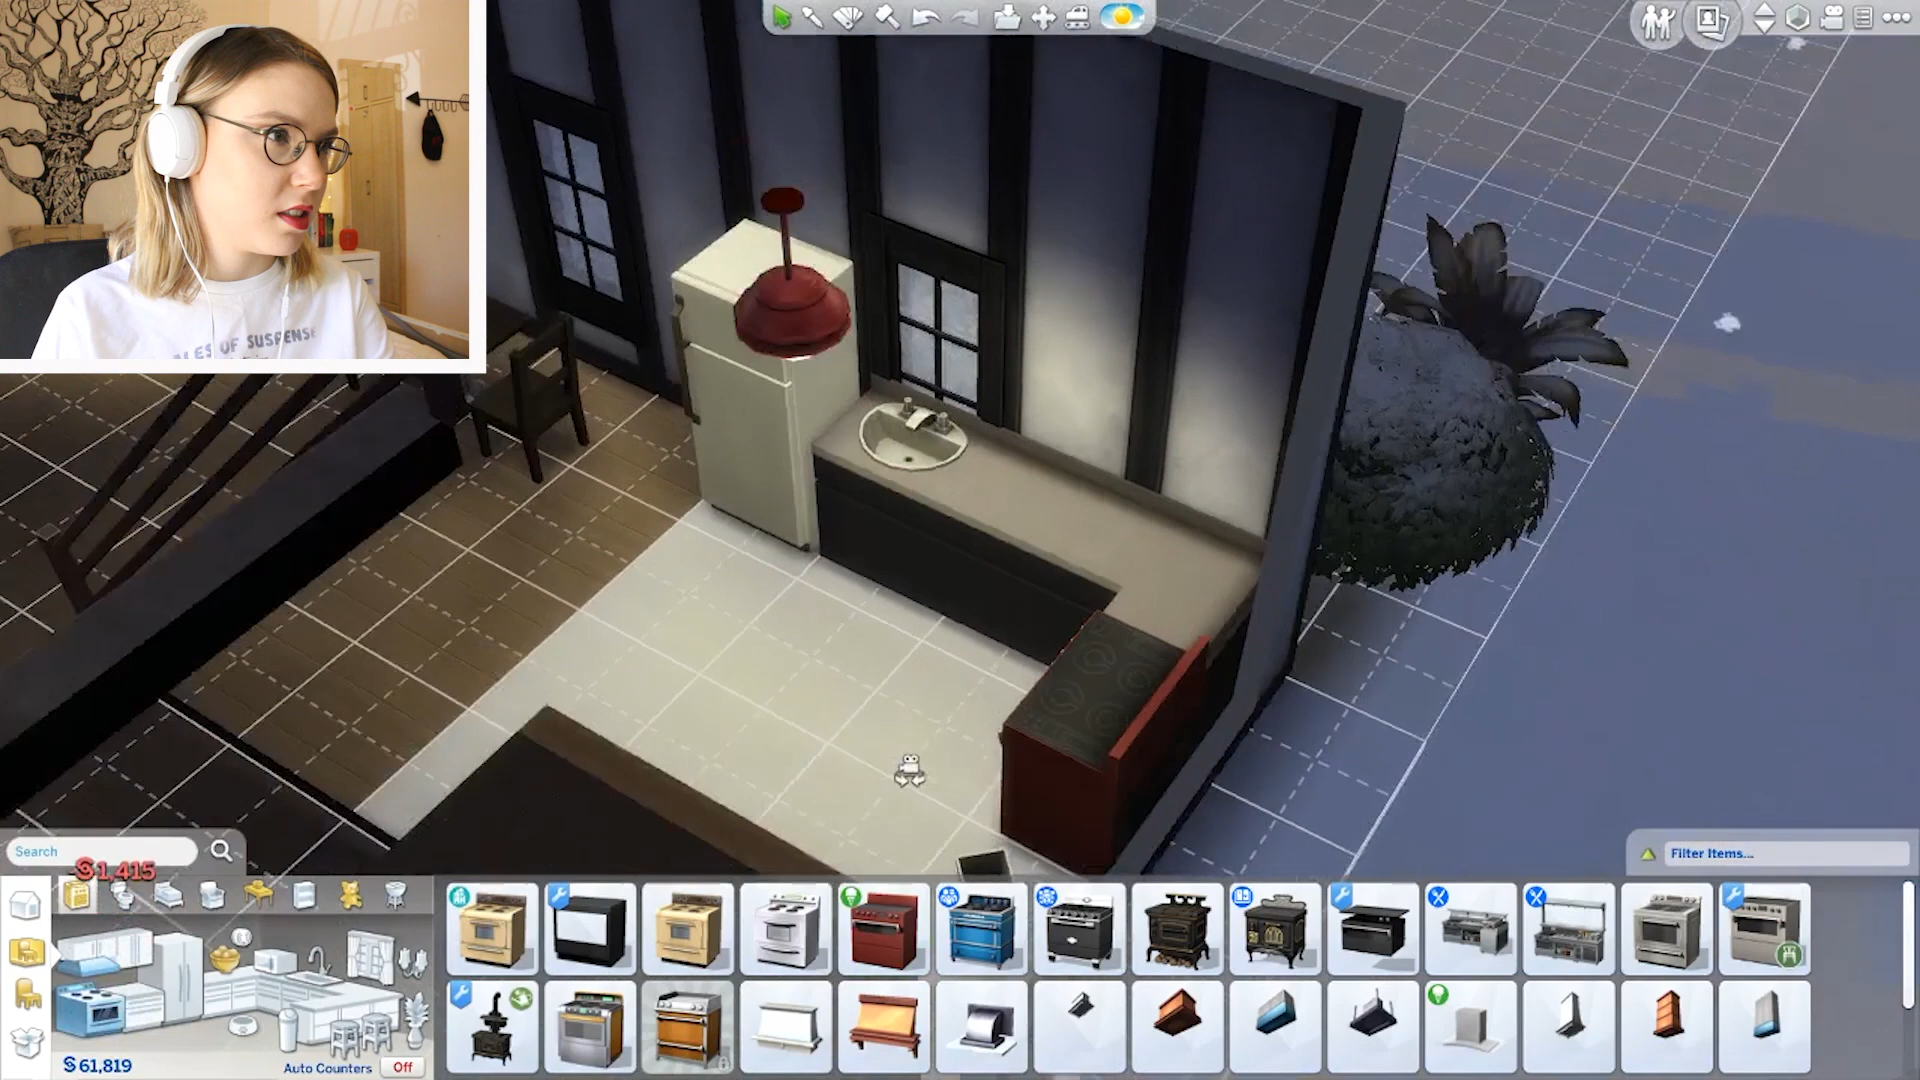 ALES OF SUSPENSE
Search
§1,415
Filter Items...
§61,819
Auto Counters
Off